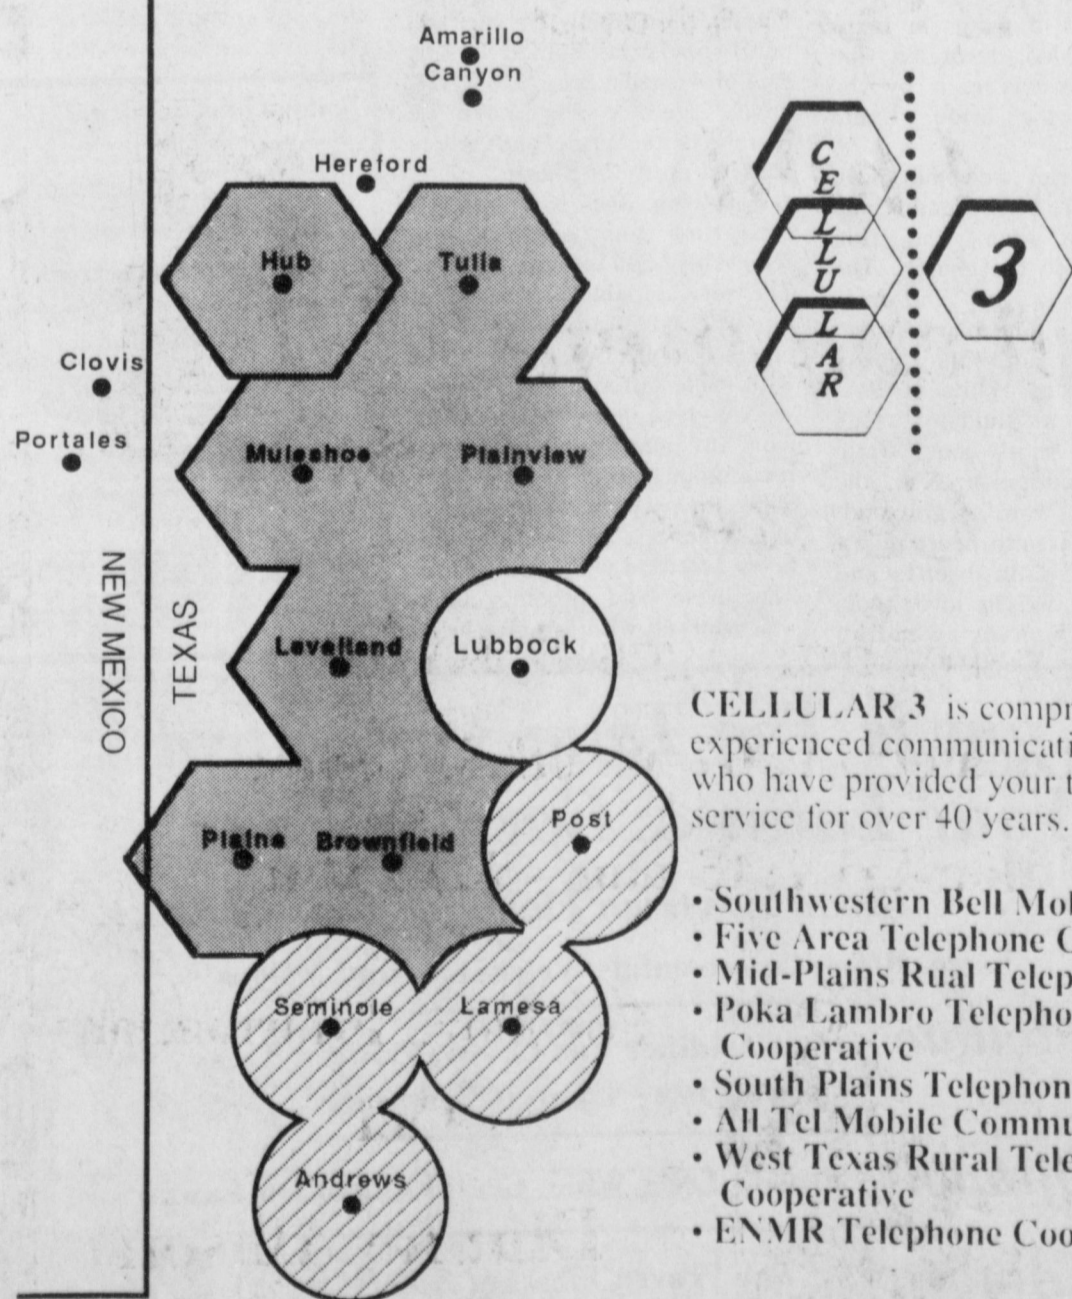 Amarillo
Canyon
Hereford
Hub
Tulia
Clovis
Portales
Muleshoe
Plainview
NEW MEXICO
TEXAS
Levelland
Lubbock
Plains
Brownfield
Post
Seminole
Lamesa
Andrews
CELLULAR
3
CELLULAR 3 is compr
experienced communicati
who have provided your t
service for over 40 years.
• Southwestern Bell Mol
• Five Area Telephone C
• Mid-Plains Rual Telep
• Poka Lambro Telepho
Cooperative
• South Plains Telephon
• All Tel Mobile Commu
• West Texas Rural Tele
Cooperative
• ENMR Telephone Coo